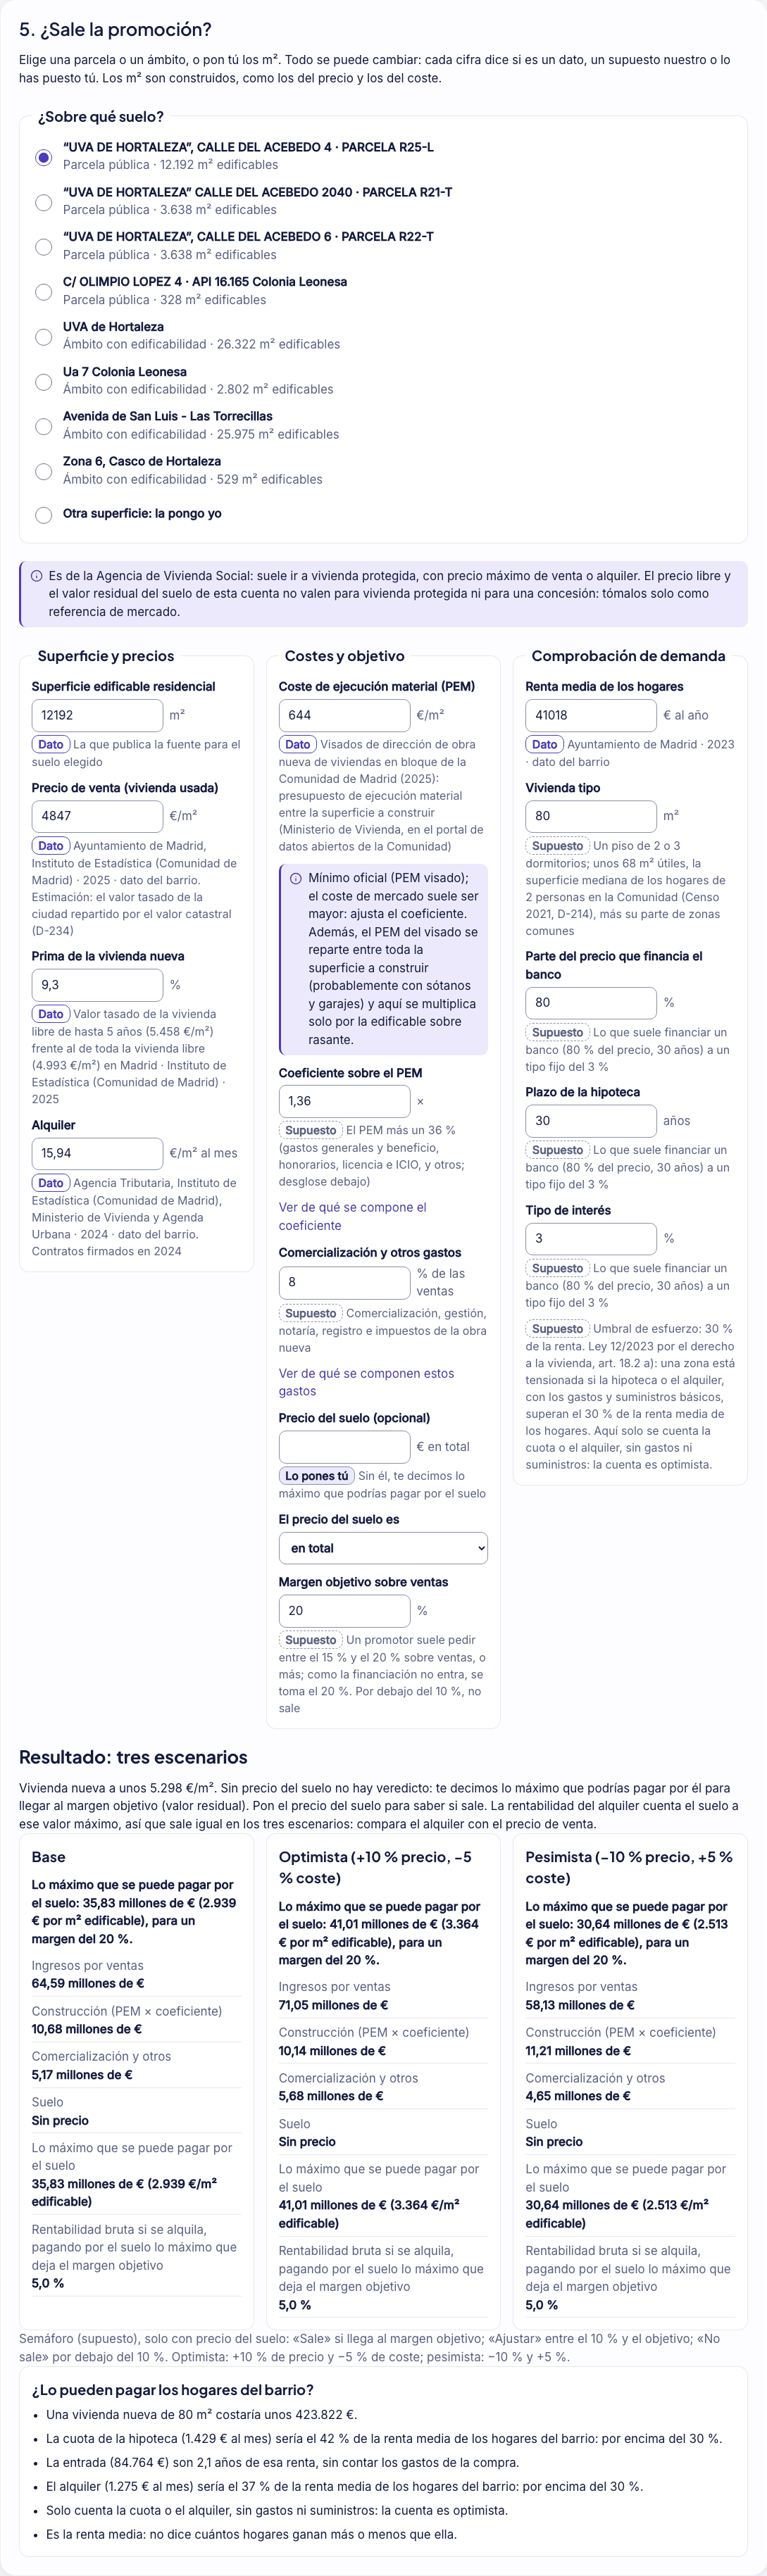 5. ¿Sale la promoción?
Elige una parcela o un ámbito, o pon tú los m². Todo se puede cambiar: cada cifra dice si es un dato, un supuesto nuestro o lo
has puesto tú. Los m² son construidos, como los del precio y los del coste.
¿Sobre qué suelo?
“UVA DE HORTALEZA”, CALLE DEL ACEBEDO 4 · PARCELA R25-L
Parcela pública · 12.192 m² edificables
“UVA DE HORTALEZA” CALLE DEL ACEBEDO 2040 · PARCELA R21-T
Parcela pública · 3.638 m² edificables
“UVA DE HORTALEZA”, CALLE DEL ACEBEDO 6 · PARCELA R22-T
Parcela pública · 3.638 m² edificables
C/ OLIMPIO LOPEZ 4 · API 16.165 Colonia Leonesa
Parcela pública · 328 m² edificables
UVA de Hortaleza
Ámbito con edificabilidad · 26.322 m² edificables
Ua 7 Colonia Leonesa
Ámbito con edificabilidad · 2.802 m² edificables
Avenida de San Luis - Las Torrecillas
Ámbito con edificabilidad · 25.975 m² edificables
Zona 6, Casco de Hortaleza
Ámbito con edificabilidad · 529 m² edificables
Otra superficie: la pongo yo
Es de la Agencia de Vivienda Social: suele ir a vivienda protegida, con precio máximo de venta o alquiler. El precio libre y
el valor residual del suelo de esta cuenta no valen para vivienda protegida ni para una concesión: tómalos solo como
referencia de mercado.
Superficie y precios
Superficie edificable residencial
12192 m²
Dato La que publica la fuente para el
suelo elegido
Precio de venta (vivienda usada)
4847 €/m²
Dato Ayuntamiento de Madrid,
Instituto de Estadística (Comunidad de
Madrid) · 2025 · dato del barrio.
Estimación: el valor tasado de la
ciudad repartido por el valor catastral
(D-234)
Prima de la vivienda nueva
9,3 %
Dato Valor tasado de la vivienda
libre de hasta 5 años (5.458 €/m²)
frente al de toda la vivienda libre
(4.993 €/m²) en Madrid · Instituto de
Estadística (Comunidad de Madrid) ·
2025
Alquiler
15,94 €/m² al mes
Dato Agencia Tributaria, Instituto de
Estadística (Comunidad de Madrid),
Ministerio de Vivienda y Agenda
Urbana · 2024 · dato del barrio.
Contratos firmados en 2024
Costes y objetivo
Coste de ejecución material (PEM)
644 €/m²
Dato Visados de dirección de obra
nueva de viviendas en bloque de la
Comunidad de Madrid (2025):
presupuesto de ejecución material
entre la superficie a construir
(Ministerio de Vivienda, en el portal de
datos abiertos de la Comunidad)
Mínimo oficial (PEM visado);
el coste de mercado suele ser
mayor: ajusta el coeficiente.
Además, el PEM del visado se
reparte entre toda la
superficie a construir
(probablemente con sótanos
y garajes) y aquí se multiplica
solo por la edificable sobre
rasante.
Coeficiente sobre el PEM
1,36 ×
Supuesto El PEM más un 36 %
(gastos generales y beneficio,
honorarios, licencia e ICIO, y otros;
desglose debajo)
Ver de qué se compone el
coeficiente
Comercialización y otros gastos
8 % de las
ventas
Supuesto Comercialización, gestión,
notaría, registro e impuestos de la obra
nueva
Ver de qué se componen estos
gastos
Precio del suelo (opcional)
€ en total
Lo pones tú Sin él, te decimos lo
máximo que podrías pagar por el suelo
El precio del suelo es
en total
Margen objetivo sobre ventas
20 %
Supuesto Un promotor suele pedir
entre el 15 % y el 20 % sobre ventas, o
más; como la financiación no entra, se
toma el 20 %. Por debajo del 10 %, no
sale
Comprobación de demanda
Renta media de los hogares
41018 € al año
Dato Ayuntamiento de Madrid · 2023
· dato del barrio
Vivienda tipo
80 m²
Supuesto Un piso de 2 o 3
dormitorios; unos 68 m² útiles, la
superficie mediana de los hogares de
2 personas en la Comunidad (Censo
2021, D-214), más su parte de zonas
comunes
Parte del precio que financia el
banco
80 %
Supuesto Lo que suele financiar un
banco (80 % del precio, 30 años) a un
tipo fijo del 3 %
Plazo de la hipoteca
30 años
Supuesto Lo que suele financiar un
banco (80 % del precio, 30 años) a un
tipo fijo del 3 %
Tipo de interés
3 %
Supuesto Lo que suele financiar un
banco (80 % del precio, 30 años) a un
tipo fijo del 3 %
Supuesto Umbral de esfuerzo: 30 %
de la renta. Ley 12/2023 por el derecho
a la vivienda, art. 18.2 a): una zona está
tensionada si la hipoteca o el alquiler,
con los gastos y suministros básicos,
superan el 30 % de la renta media de
los hogares. Aquí solo se cuenta la
cuota o el alquiler, sin gastos ni
suministros: la cuenta es optimista.
Resultado: tres escenarios
Vivienda nueva a unos 5.298 €/m². Sin precio del suelo no hay veredicto: te decimos lo máximo que podrías pagar por él para
llegar al margen objetivo (valor residual). Pon el precio del suelo para saber si sale. La rentabilidad del alquiler cuenta el suelo a
ese valor máximo, así que sale igual en los tres escenarios: compara el alquiler con el precio de venta.
Base
Lo máximo que se puede pagar por
el suelo: 35,83 millones de € (2.939
€ por m² edificable), para un
margen del 20 %.
Ingresos por ventas
64,59 millones de €
Construcción (PEM × coeficiente)
10,68 millones de €
Comercialización y otros
5,17 millones de €
Suelo
Sin precio
Lo máximo que se puede pagar por
el suelo
35,83 millones de € (2.939 €/m²
edificable)
Rentabilidad bruta si se alquila,
pagando por el suelo lo máximo que
deja el margen objetivo
5,0 %
Optimista (+10 % precio, −5
% coste)
Lo máximo que se puede pagar por
el suelo: 41,01 millones de € (3.364
€ por m² edificable), para un
margen del 20 %.
Ingresos por ventas
71,05 millones de €
Construcción (PEM × coeficiente)
10,14 millones de €
Comercialización y otros
5,68 millones de €
Suelo
Sin precio
Lo máximo que se puede pagar por
el suelo
41,01 millones de € (3.364 €/m²
edificable)
Rentabilidad bruta si se alquila,
pagando por el suelo lo máximo que
deja el margen objetivo
5,0 %
Pesimista (−10 % precio, +5 %
coste)
Lo máximo que se puede pagar por
el suelo: 30,64 millones de € (2.513
€ por m² edificable), para un
margen del 20 %.
Ingresos por ventas
58,13 millones de €
Construcción (PEM × coeficiente)
11,21 millones de €
Comercialización y otros
4,65 millones de €
Suelo
Sin precio
Lo máximo que se puede pagar por
el suelo
30,64 millones de € (2.513 €/m²
edificable)
Rentabilidad bruta si se alquila,
pagando por el suelo lo máximo que
deja el margen objetivo
5,0 %
Semáforo (supuesto), solo con precio del suelo: «Sale» si llega al margen objetivo; «Ajustar» entre el 10 % y el objetivo; «No
sale» por debajo del 10 %. Optimista: +10 % de precio y −5 % de coste; pesimista: −10 % y +5 %.
¿Lo pueden pagar los hogares del barrio?
• Una vivienda nueva de 80 m² costaría unos 423.822 €.
• La cuota de la hipoteca (1.429 € al mes) sería el 42 % de la renta media de los hogares del barrio: por encima del 30 %.
• La entrada (84.764 €) son 2,1 años de esa renta, sin contar los gastos de la compra.
• El alquiler (1.275 € al mes) sería el 37 % de la renta media de los hogares del barrio: por encima del 30 %.
• Solo cuenta la cuota o el alquiler, sin gastos ni suministros: la cuenta es optimista.
• Es la renta media: no dice cuántos hogares ganan más o menos que ella.